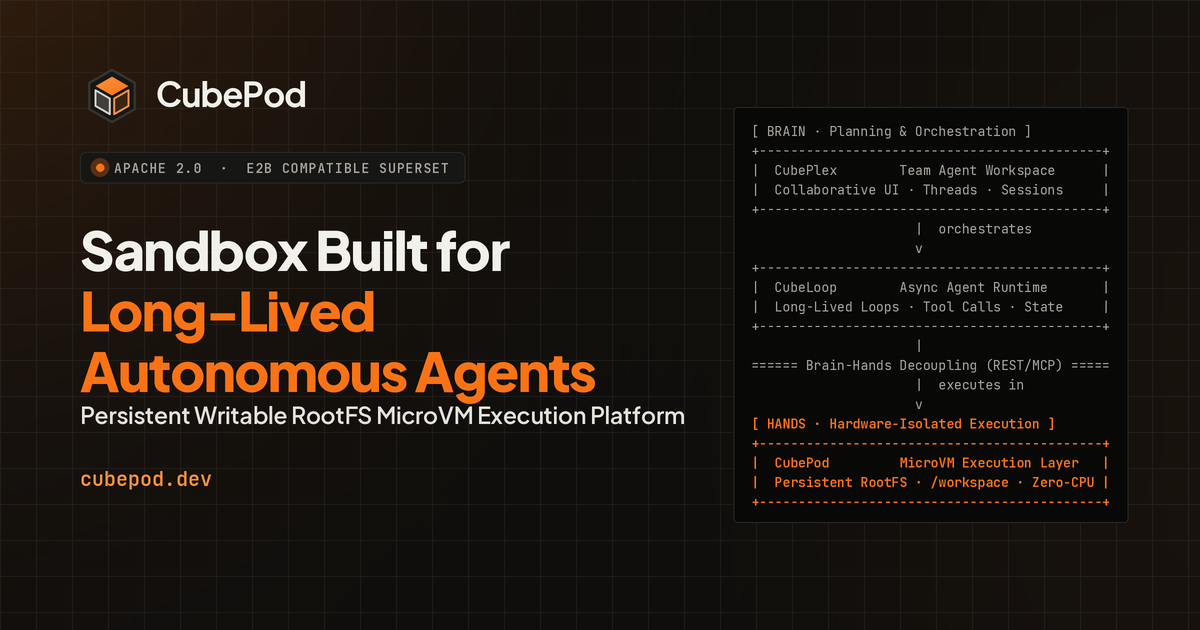 CubePod
APACHE 2.0 · E2B COMPATIBLE SUPERSET
Sandbox Built for
Long-Lived
Autonomous Agents
Persistent Writable RootFS MicroVM Execution Platform
cubepod.dev
[ BRAIN · Planning & Orchestration ]
+--------------------------------------------+
|  CubePlex        Team Agent Workspace      |
|  Collaborative UI · Threads · Sessions     |
+--------------------------------------------+
|  orchestrates
v
+--------------------------------------------+
|  CubeLoop        Async Agent Runtime       |
|  Long-Lived Loops · Tool Calls · State     |
+--------------------------------------------+
|
====== Brain-Hands Decoupling (REST/MCP) =====
|  executes in
v
[ HANDS · Hardware-Isolated Execution ]
+--------------------------------------------+
|  CubePod         MicroVM Execution Layer   |
|  Persistent RootFS · /workspace · Zero-CPU |
+--------------------------------------------+